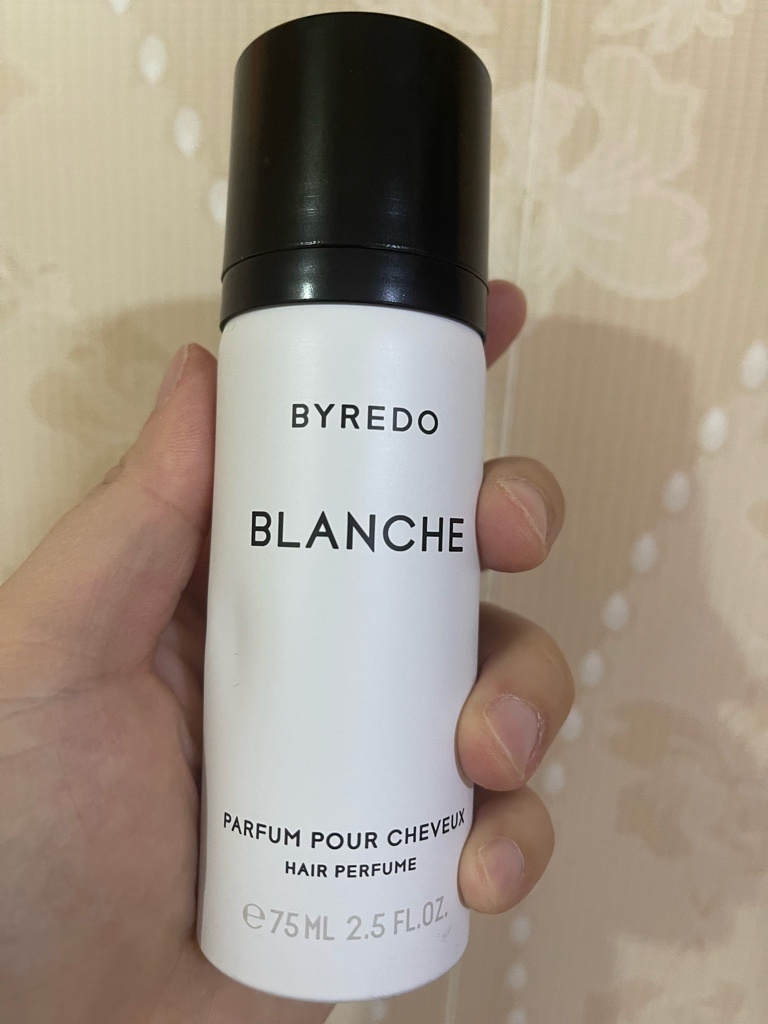 BYREDO
BLANCHE
PARFUM POUR CHEVEUX
HAIR PERFUME
℮75ML 2.5 FL.OZ.